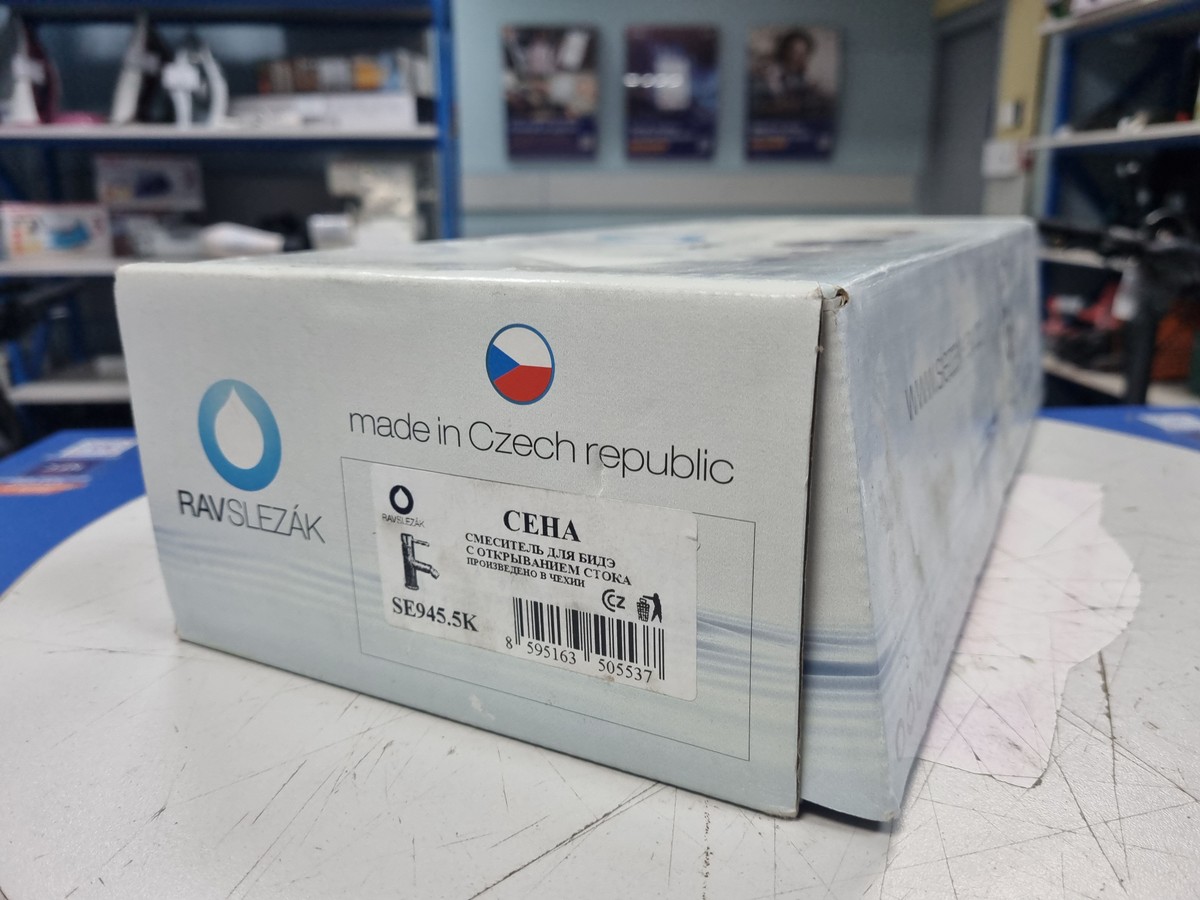 made in Czech republic
RAVSLEZÁK
RAVSLEZÁK
СЕНА
СМЕСИТЕЛЬ ДЛЯ БИДЭ
С ОТКРЫВАНИЕМ СТОКА
ПРОИЗВЕДЕНО В ЧЕХИИ
CZ
SE945.5K
8 595163 505537